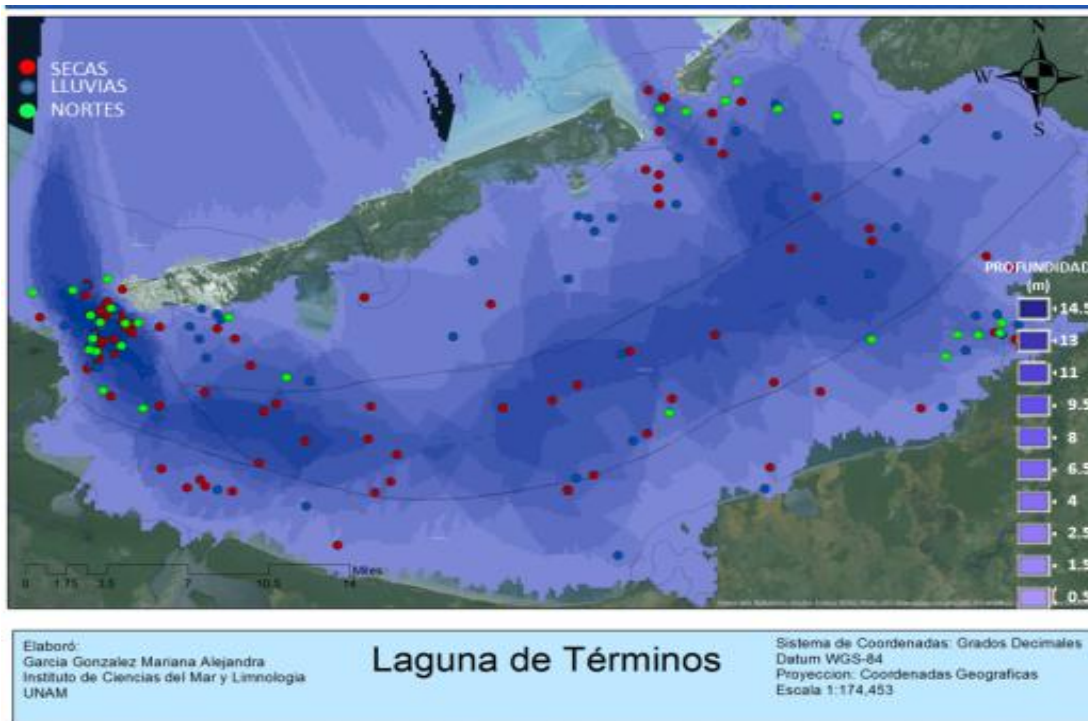 SECAS
LLUVIAS
NORTES
N
W
E
S
PROFUNDIDAD
(m)
14.5
13
11
9.5
8
6.5
4
2.5
1.5
0.5
0 1.75 3.5 7 10.5 14
Miles
Elaboró:
Garcia Gonzalez Mariana Alejandra
Instituto de Ciencias del Mar y Limnologia
UNAM
Laguna de Términos
Sistema de Coordenadas: Grados Decimales
Datum WGS-84
Proyeccion: Coordenadas Geograficas
Escala 1:174,453